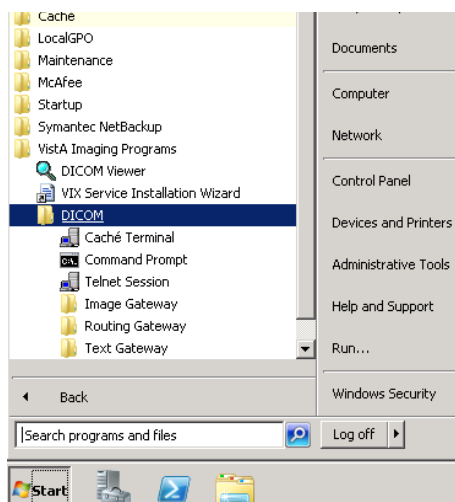 Cache
LocalGPO
Maintenance
McAfee
Startup
Symantec NetBackup
VistA Imaging Programs
DICOM Viewer
VIX Service Installation Wizard
DICOM
Caché Terminal
Command Prompt
Telnet Session
Image Gateway
Routing Gateway
Text Gateway
Back
Search programs and files
Documents
Computer
Network
Control Panel
Devices and Printers
Administrative Tools
Help and Support
Run...
Windows Security
Log off
Start